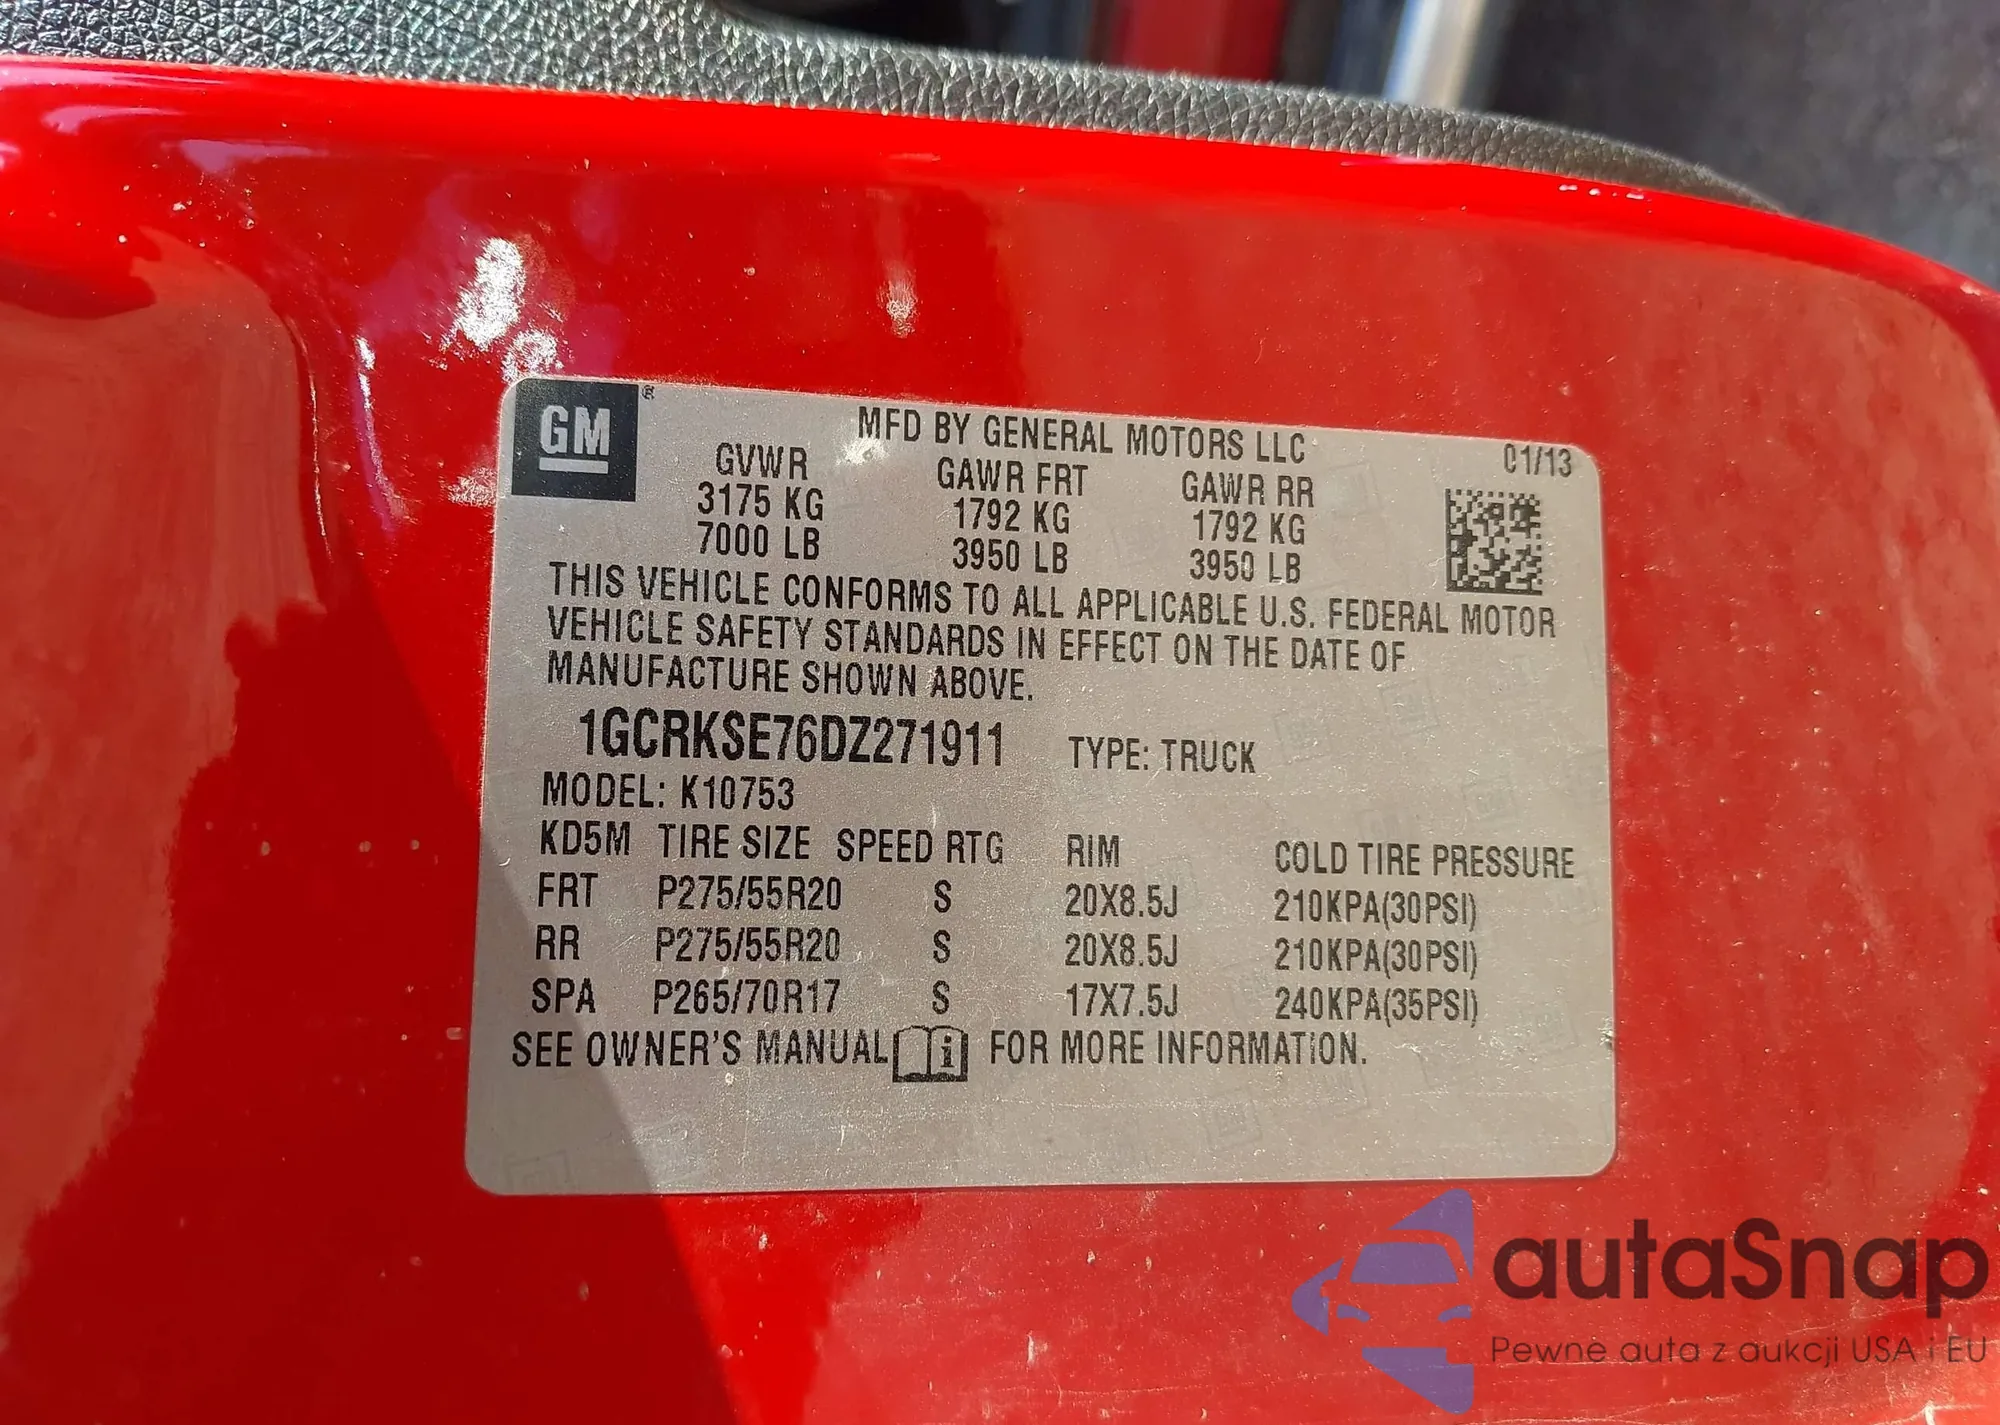 GM®
MFD BY GENERAL MOTORS LLC 01/13
GVWR GAWR FRT GAWR RR
3175 KG 1792 KG 1792 KG
7000 LB 3950 LB 3950 LB
THIS VEHICLE CONFORMS TO ALL APPLICABLE U.S. FEDERAL MOTOR
VEHICLE SAFETY STANDARDS IN EFFECT ON THE DATE OF
MANUFACTURE SHOWN ABOVE.
1GCRKSE76DZ271911 TYPE: TRUCK
MODEL: K10753
KD5M TIRE SIZE SPEED RTG RIM COLD TIRE PRESSURE
FRT P275/55R20 S 20X8.5J 210KPA(30PSI)
RR P275/55R20 S 20X8.5J 210KPA(30PSI)
SPA P265/70R17 S 17X7.5J 240KPA(35PSI)
SEE OWNER'S MANUAL i FOR MORE INFORMATION.
autaSnap
Pewne auta z aukcji USA i EU